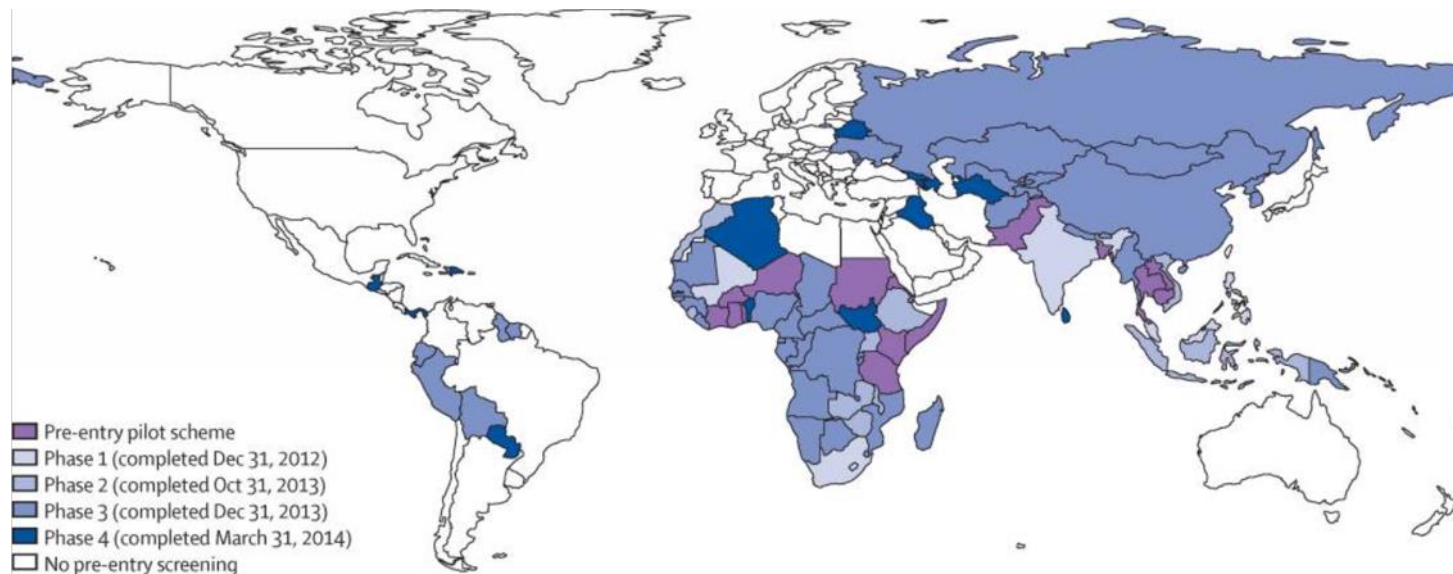 Pre-entry pilot scheme
Phase 1 (completed Dec 31, 2012)
Phase 2 (completed Oct 31, 2013)
Phase 3 (completed Dec 31, 2013)
Phase 4 (completed March 31, 2014)
No pre-entry screening